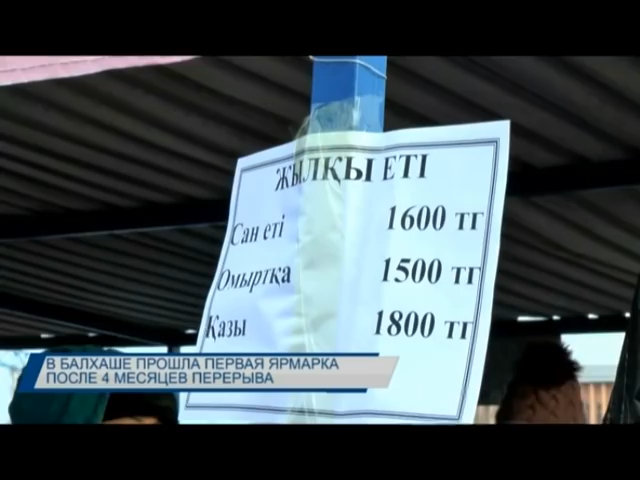 ЖЫЛҚЫ ЕТІ
Сан еті 1600 тг
Омыртқа 1500 тг
Қазы 1800 тг
В БАЛХАШЕ ПРОШЛА ПЕРВАЯ ЯРМАРКА
ПОСЛЕ 4 МЕСЯЦЕВ ПЕРЕРЫВА